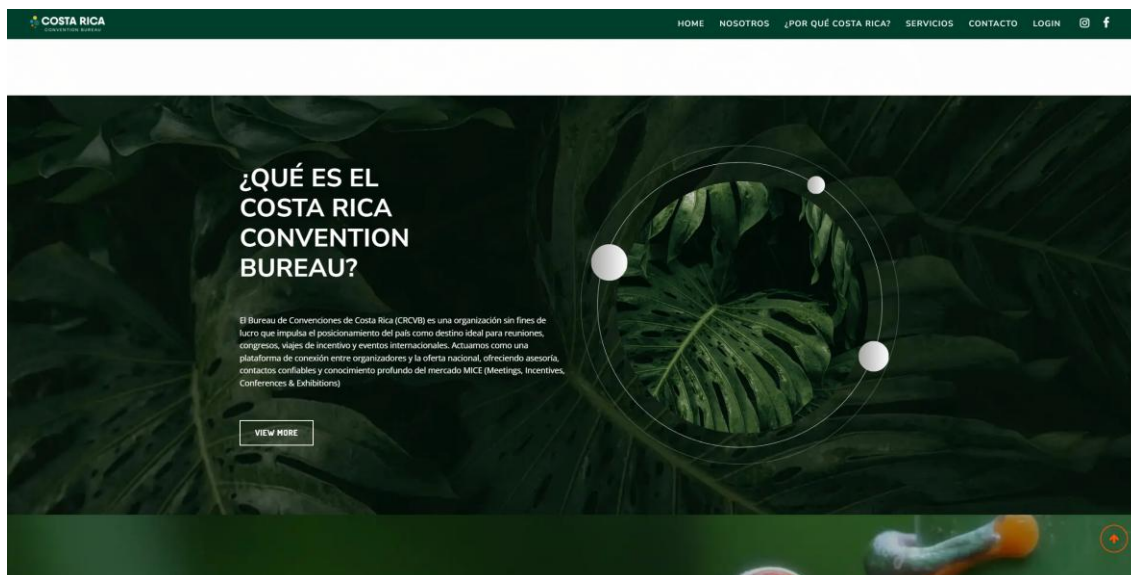 COSTA RICA
CONVENTION BUREAU
HOME NOSOTROS ¿POR QUÉ COSTA RICA? SERVICIOS CONTACTO LOGIN
¿QUÉ ES EL
COSTA RICA
CONVENTION
BUREAU?
El Bureau de Convenciones de Costa Rica (CRCVB) es una organización sin fines de
lucro que impulsa el posicionamiento del país como destino ideal para reuniones,
congresos, viajes de incentivo y eventos internacionales. Actuamos como una
plataforma de conexión entre organizadores y la oferta nacional, ofreciendo asesoría,
contactos confiables y conocimiento profundo del mercado MICE (Meetings, Incentives,
Conferences & Exhibitions)
VIEW MORE